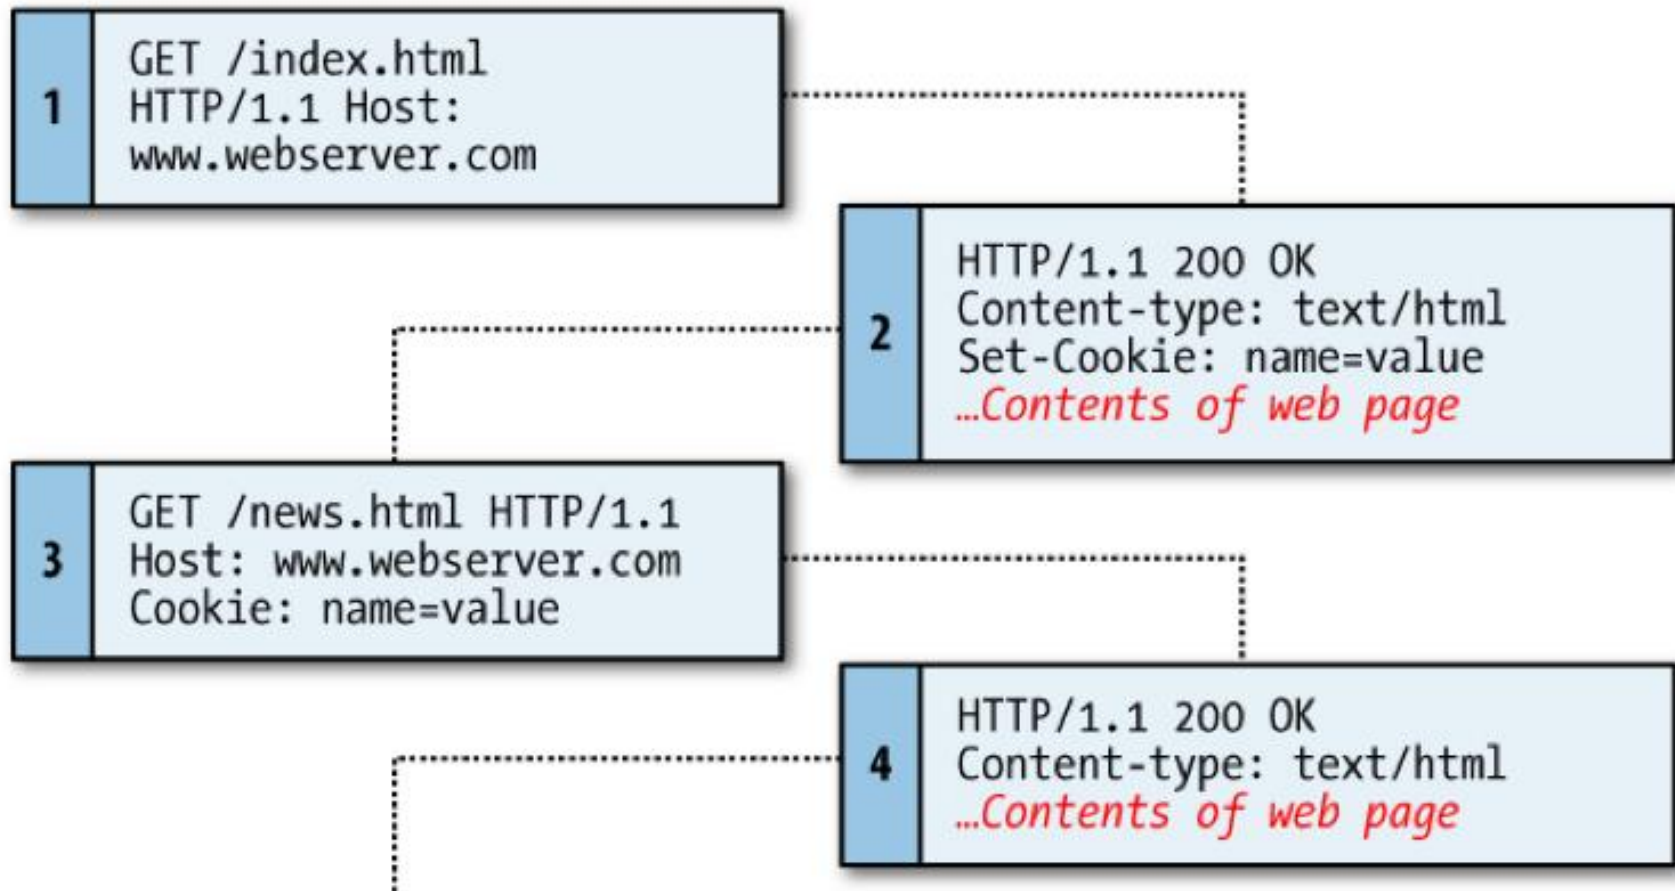 1
GET /index.html
HTTP/1.1 Host:
www.webserver.com
2
HTTP/1.1 200 OK
Content-type: text/html
Set-Cookie: name=value
…Contents of web page
3
GET /news.html HTTP/1.1
Host: www.webserver.com
Cookie: name=value
4
HTTP/1.1 200 OK
Content-type: text/html
…Contents of web page